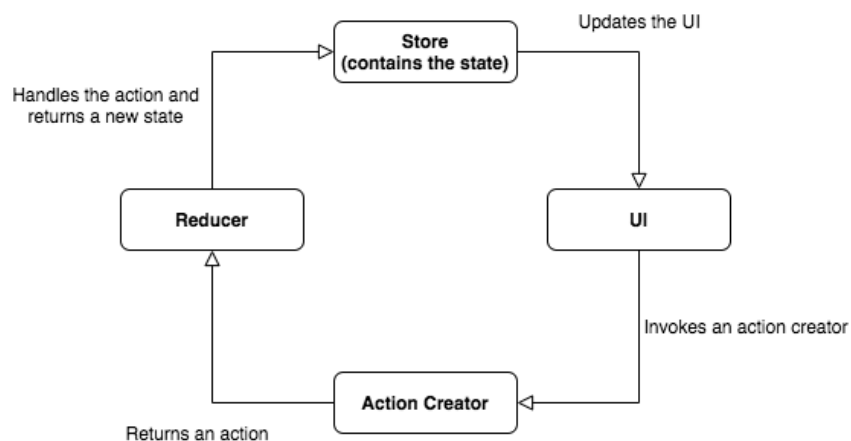 Updates the UI
Store
(contains the state)
Handles the action and
returns a new state
Reducer
UI
Invokes an action creator
Action Creator
Returns an action